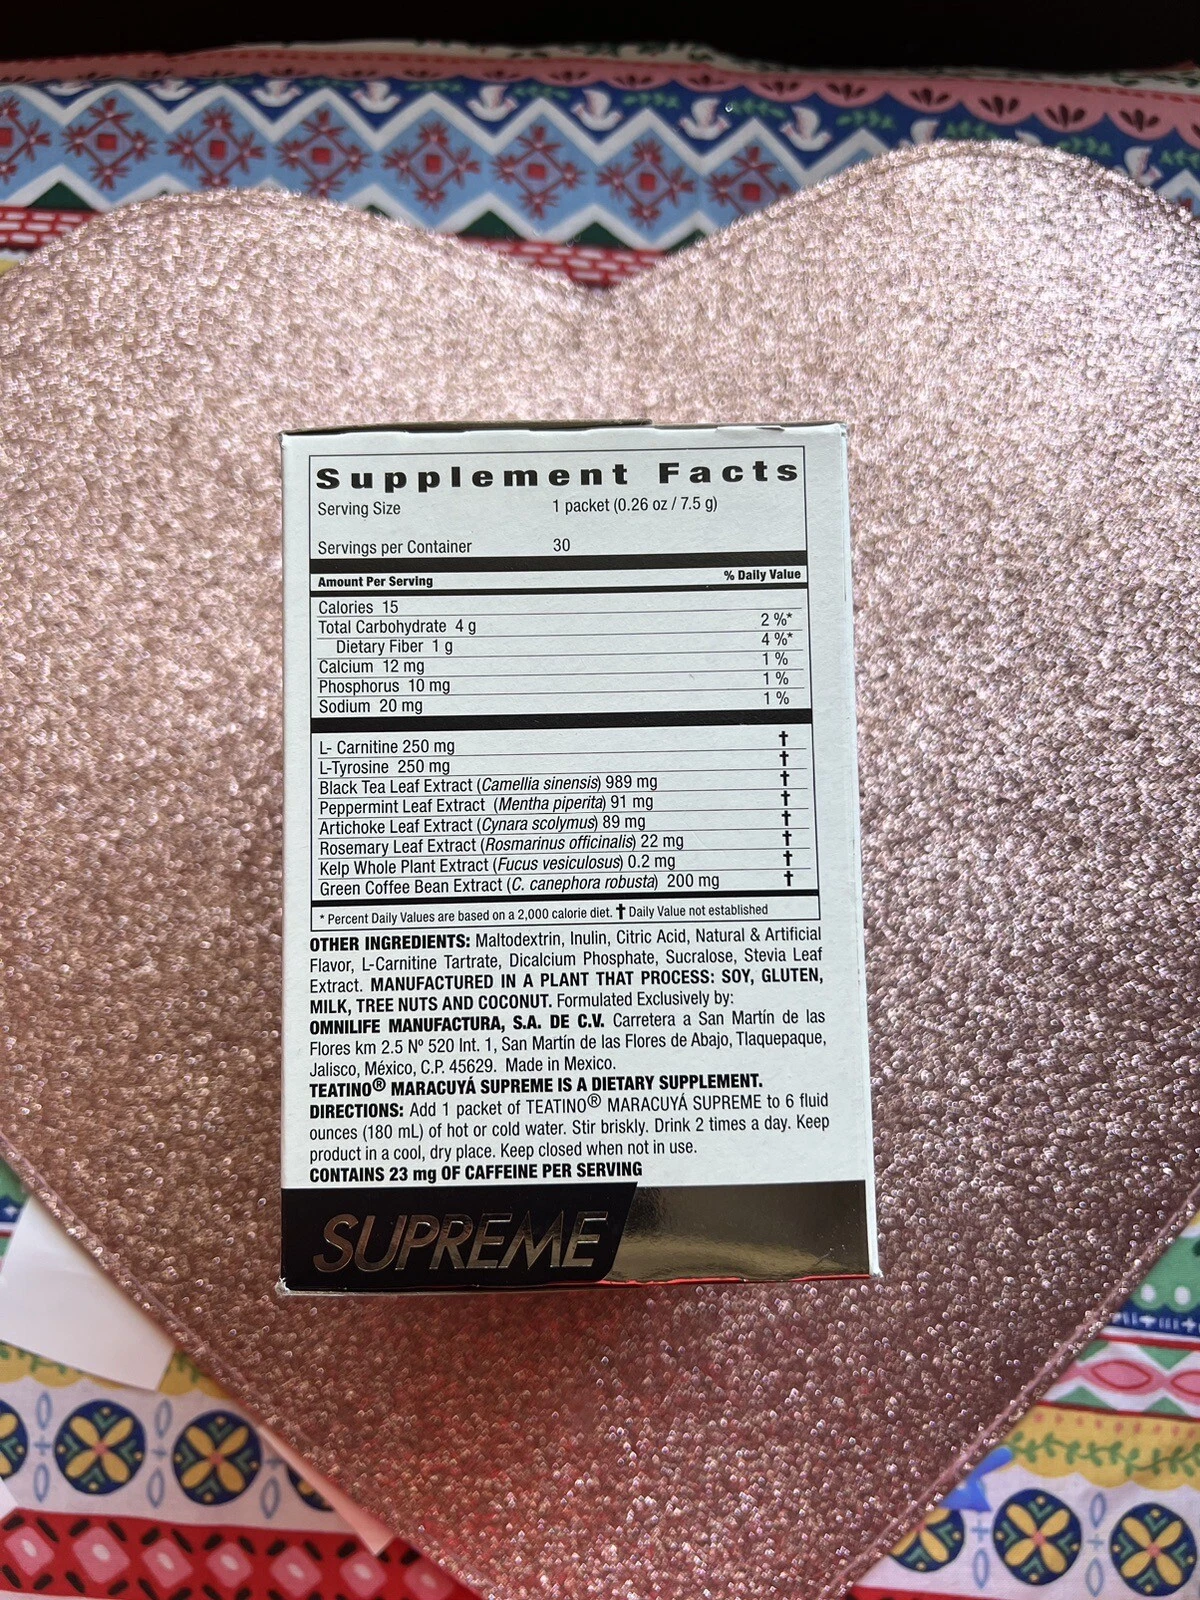 Supplement Facts
Serving Size 1 packet (0.26 oz / 7.5 g)
Servings per Container 30
Amount Per Serving % Daily Value
Calories 15
Total Carbohydrate 4 g 2 %*
Dietary Fiber 1 g 4 %*
Calcium 12 mg 1 %
Phosphorus 10 mg 1 %
Sodium 20 mg 1 %
L- Carnitine 250 mg †
L-Tyrosine 250 mg †
Black Tea Leaf Extract (Camellia sinensis) 989 mg †
Peppermint Leaf Extract (Mentha piperita) 91 mg †
Artichoke Leaf Extract (Cynara scolymus) 89 mg †
Rosemary Leaf Extract (Rosmarinus officinalis) 22 mg †
Kelp Whole Plant Extract (Fucus vesiculosus) 0.2 mg †
Green Coffee Bean Extract (C. canephora robusta) 200 mg †
* Percent Daily Values are based on a 2,000 calorie diet. † Daily Value not established
OTHER INGREDIENTS: Maltodextrin, Inulin, Citric Acid, Natural & Artificial
Flavor, L-Carnitine Tartrate, Dicalcium Phosphate, Sucralose, Stevia Leaf
Extract. MANUFACTURED IN A PLANT THAT PROCESS: SOY, GLUTEN,
MILK, TREE NUTS AND COCONUT. Formulated Exclusively by:
OMNILIFE MANUFACTURA, S.A. DE C.V. Carretera a San Martín de las
Flores km 2.5 Nº 520 Int. 1, San Martín de las Flores de Abajo, Tlaquepaque,
Jalisco, México, C.P. 45629. Made in Mexico.
TEATINO® MARACUYÁ SUPREME IS A DIETARY SUPPLEMENT.
DIRECTIONS: Add 1 packet of TEATINO® MARACUYÁ SUPREME to 6 fluid
ounces (180 mL) of hot or cold water. Stir briskly. Drink 2 times a day. Keep
product in a cool, dry place. Keep closed when not in use.
CONTAINS 23 mg OF CAFFEINE PER SERVING
SUPREME